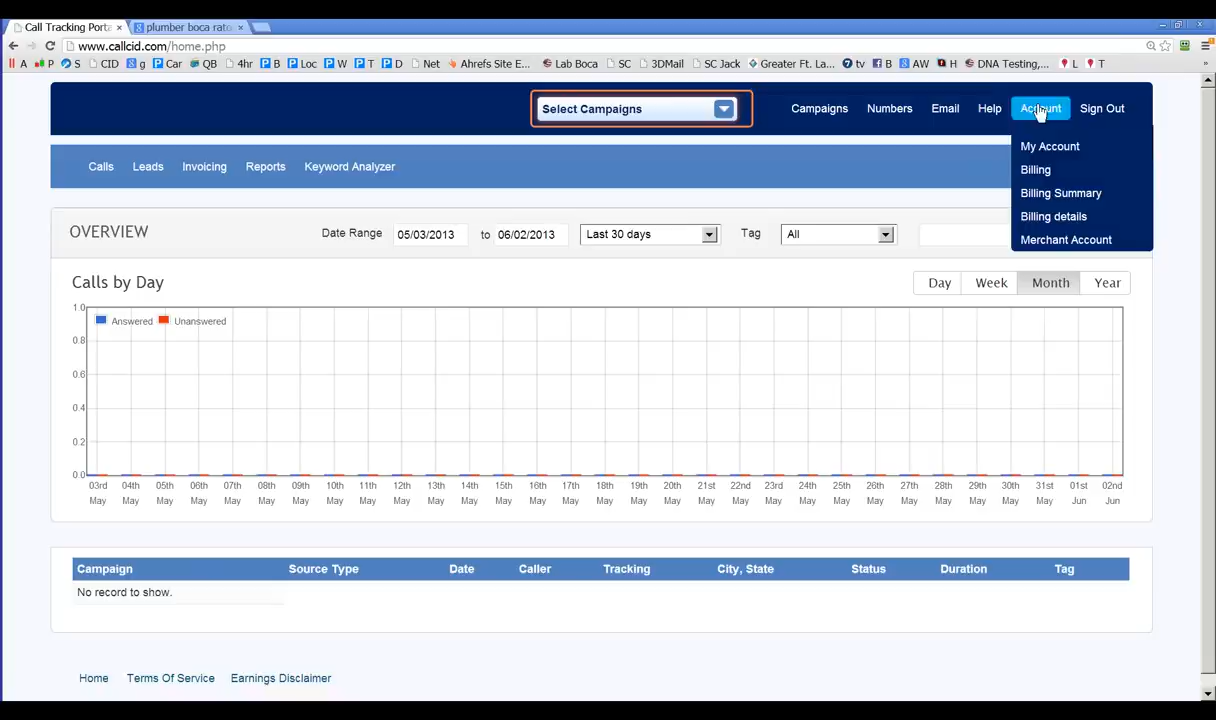 Call Tracking Porta × plumber boca rato ×
www.callcid.com/home.php
A P S CID g Car QB 4hr B Loc W T D Net Ahrefs Site E... Lab Boca SC 3DMail SC Jack Greater Ft. La... tv B AW H DNA Testing,... L T »
Select Campaigns Campaigns Numbers Email Help Account Sign Out
My Account
Billing
Billing Summary
Billing details
Merchant Account
Calls Leads Invoicing Reports Keyword Analyzer
OVERVIEW Date Range 05/03/2013 to 06/02/2013 Last 30 days Tag All
Calls by Day Day Week Month Year
Answered Unanswered
1.0
0.8
0.6
0.4
0.2
0.0
03rd 04th 05th 06th 07th 08th 09th 10th 11th 12th 13th 14th 15th 16th 17th 18th 19th 20th 21st 22nd 23rd 24th 25th 26th 27th 28th 29th 30th 31st 01st 02nd
May May May May May May May May May May May May May May May May May May May May May May May May May May May May May Jun Jun
Campaign Source Type Date Caller Tracking City, State Status Duration Tag
No record to show.
Home Terms Of Service Earnings Disclaimer